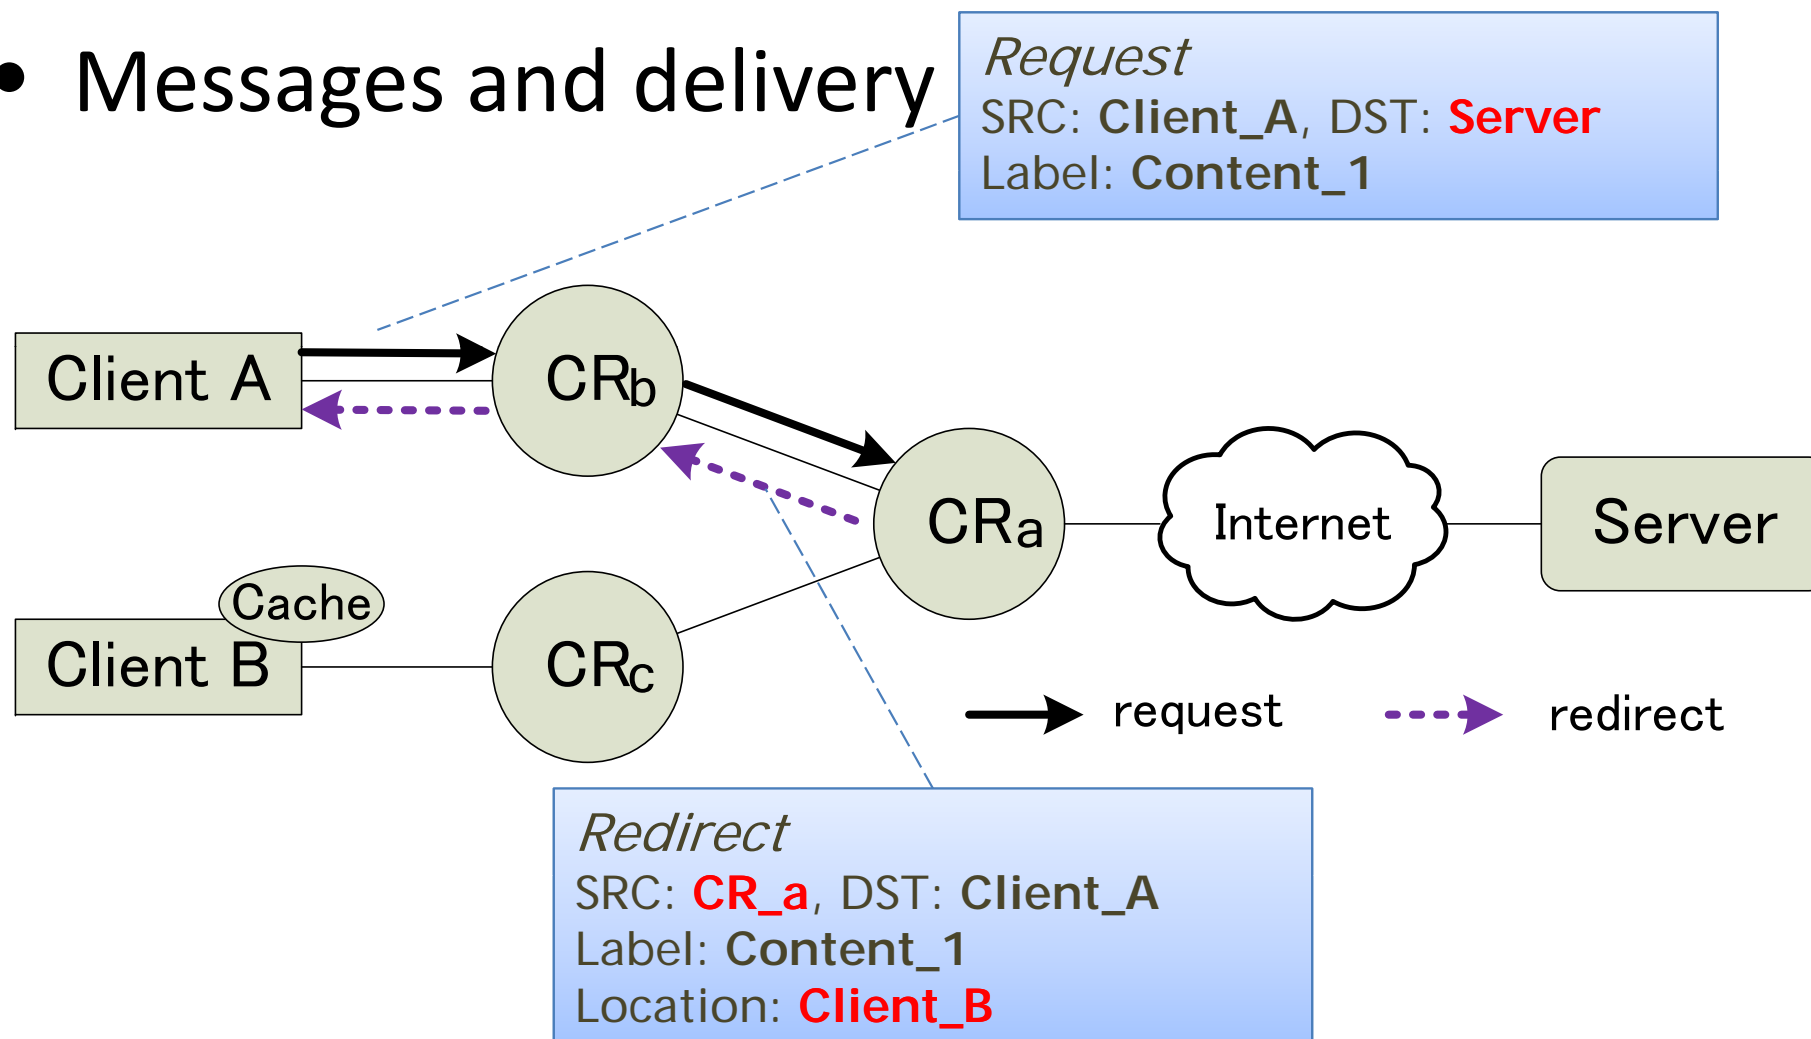 • Messages and delivery
Request
SRC: Client_A, DST: Server
Label: Content_1
Client A
CRb
CRa
Internet
Server
Cache
Client B
CRc
request
redirect
Redirect
SRC: CR_a, DST: Client_A
Label: Content_1
Location: Client_B